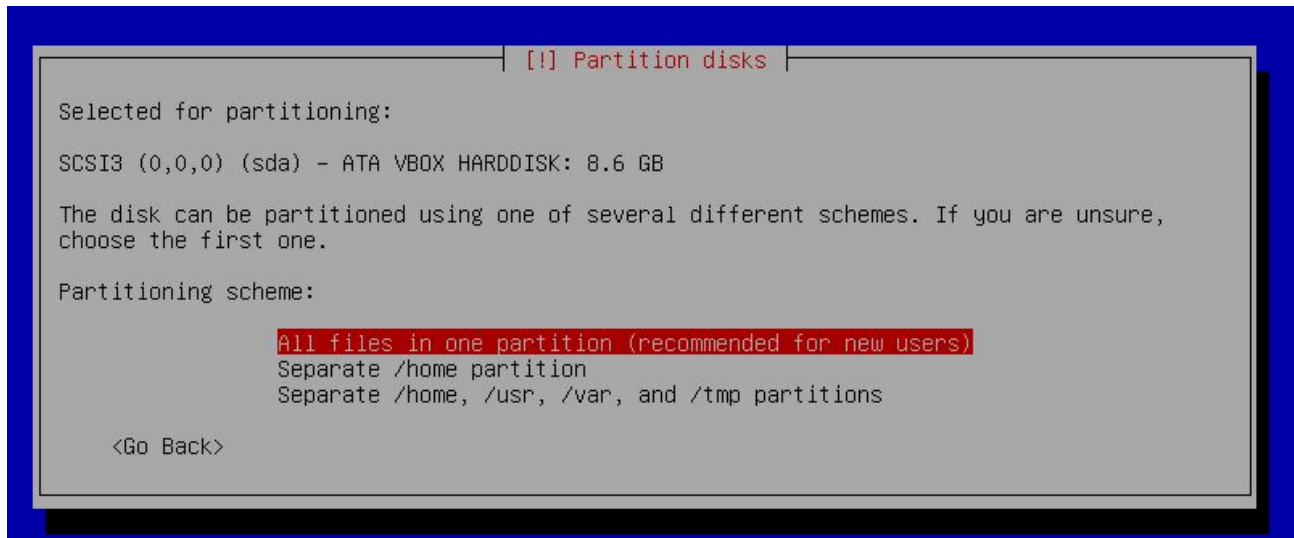 [!] Partition disks
Selected for partitioning:
SCSI3 (0,0,0) (sda) - ATA VBOX HARDDISK: 8.6 GB
The disk can be partitioned using one of several different schemes. If you are unsure,
choose the first one.
Partitioning scheme:
All files in one partition (recommended for new users)
Separate /home partition
Separate /home, /usr, /var, and /tmp partitions
<Go Back>